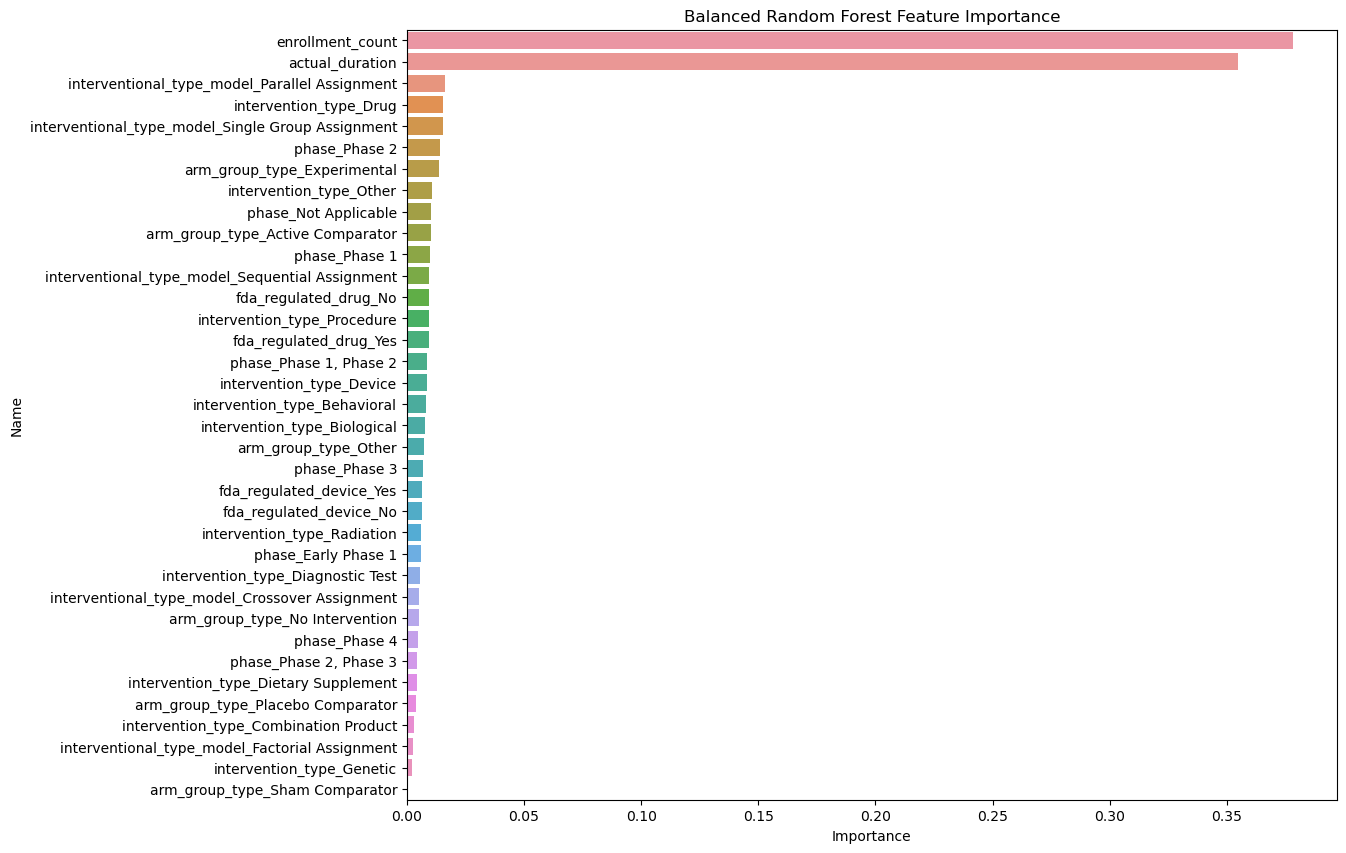 Balanced Random Forest Feature Importance
enrollment_count
actual_duration
interventional_type_model_Parallel Assignment
intervention_type_Drug
interventional_type_model_Single Group Assignment
phase_Phase 2
arm_group_type_Experimental
intervention_type_Other
phase_Not Applicable
arm_group_type_Active Comparator
phase_Phase 1
interventional_type_model_Sequential Assignment
fda_regulated_drug_No
intervention_type_Procedure
fda_regulated_drug_Yes
phase_Phase 1, Phase 2
intervention_type_Device
intervention_type_Behavioral
intervention_type_Biological
arm_group_type_Other
phase_Phase 3
fda_regulated_device_Yes
fda_regulated_device_No
intervention_type_Radiation
phase_Early Phase 1
intervention_type_Diagnostic Test
interventional_type_model_Crossover Assignment
arm_group_type_No Intervention
phase_Phase 4
phase_Phase 2, Phase 3
intervention_type_Dietary Supplement
arm_group_type_Placebo Comparator
intervention_type_Combination Product
interventional_type_model_Factorial Assignment
intervention_type_Genetic
arm_group_type_Sham Comparator
Name
0.00 0.05 0.10 0.15 0.20 0.25 0.30 0.35
Importance